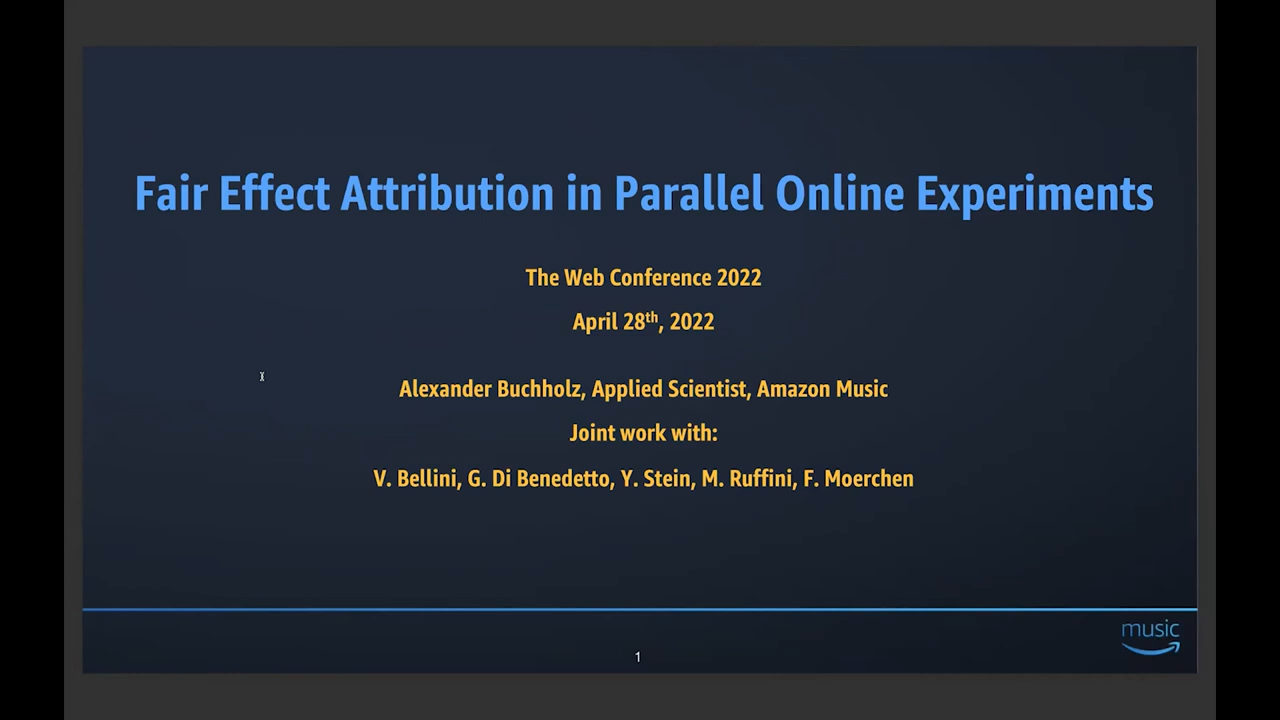 Fair Effect Attribution in Parallel Online Experiments
The Web Conference 2022
April 28th, 2022
Alexander Buchholz, Applied Scientist, Amazon Music
Joint work with:
V. Bellini, G. Di Benedetto, Y. Stein, M. Ruffini, F. Moerchen
music
1